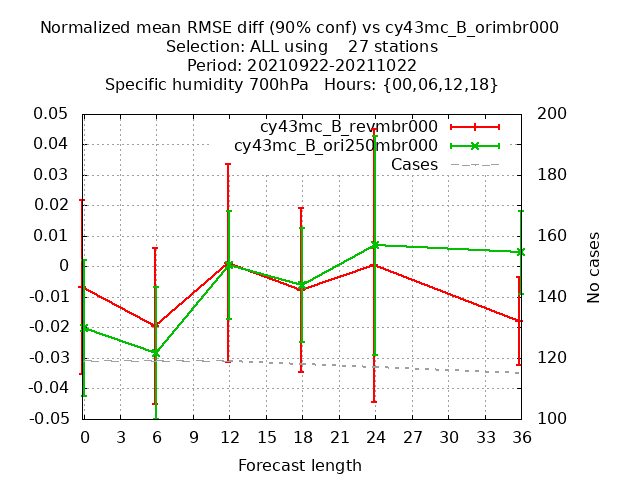 Normalized mean RMSE diff (90% conf) vs cy43mc_B_orimbr000
Selection: ALL using 27 stations
Period: 20210922-20211022
Specific humidity 700hPa Hours: {00,06,12,18}
cy43mc_B_revmbr000
cy43mc_B_ori250mbr000
Cases
0.05
0.04
0.03
0.02
0.01
0
-0.01
-0.02
-0.03
-0.04
-0.05
200
180
160
140
120
100
No cases
0 3 6 9 12 15 18 21 24 27 30 33 36
Forecast length